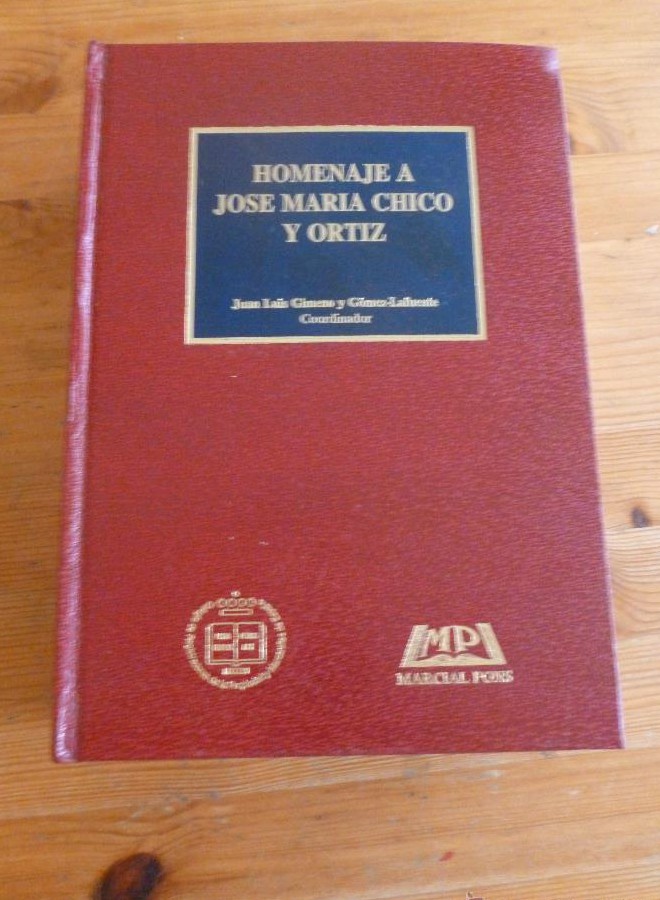 HOMENAJE A
JOSE MARIA CHICO
Y ORTIZ
Juan Luis Gimeno y Gómez-Lafuente
Coordinador
MP
MARCIAL PONS